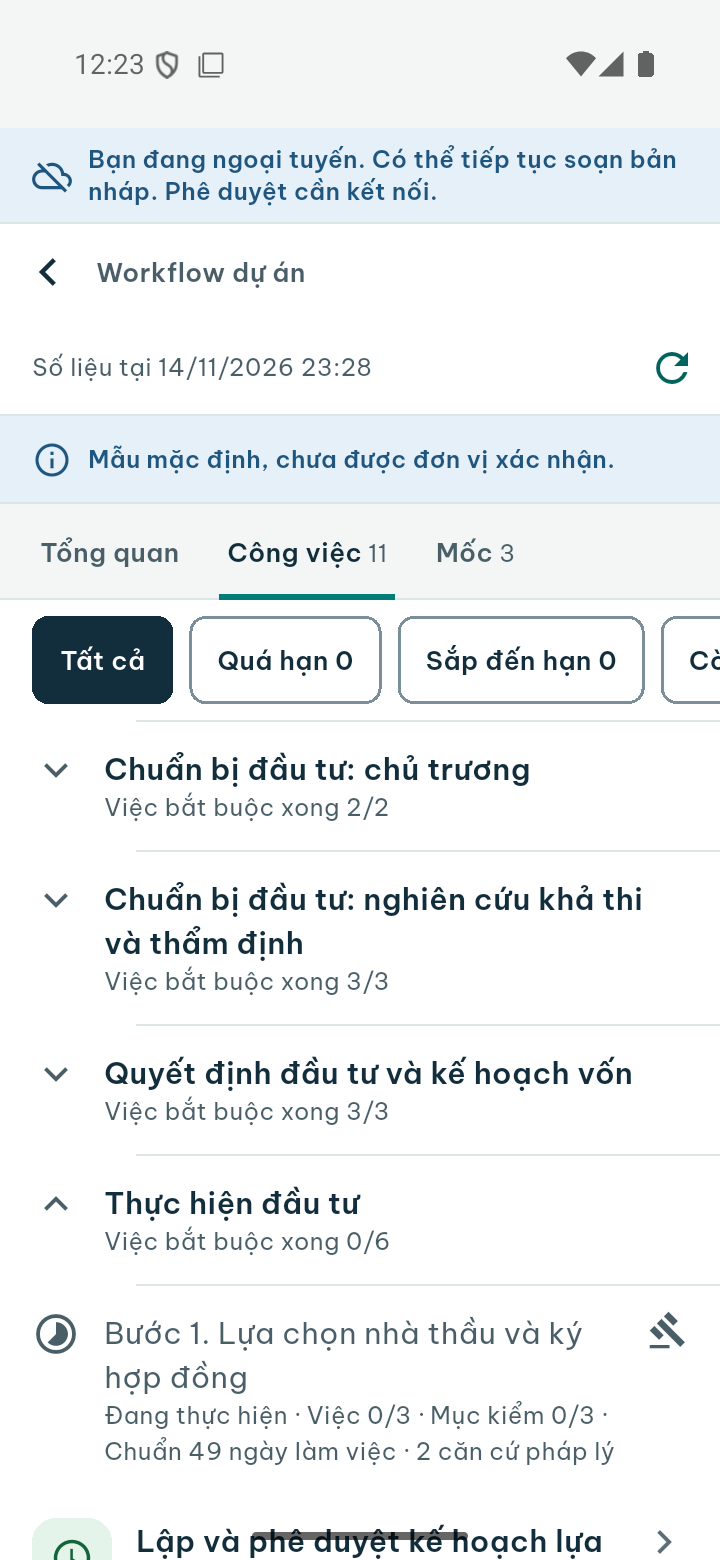 12:23
Bạn đang ngoại tuyến. Có thể tiếp tục soạn bản
nháp. Phê duyệt cần kết nối.
Workflow dự án
Số liệu tại 14/11/2026 23:28
Mẫu mặc định, chưa được đơn vị xác nhận.
Tổng quan Công việc 11 Mốc 3
Tất cả Quá hạn 0 Sắp đến hạn 0
Chuẩn bị đầu tư: chủ trương
Việc bắt buộc xong 2/2
Chuẩn bị đầu tư: nghiên cứu khả thi
và thẩm định
Việc bắt buộc xong 3/3
Quyết định đầu tư và kế hoạch vốn
Việc bắt buộc xong 3/3
Thực hiện đầu tư
Việc bắt buộc xong 0/6
Bước 1. Lựa chọn nhà thầu và ký
hợp đồng
Đang thực hiện · Việc 0/3 · Mục kiểm 0/3 ·
Chuẩn 49 ngày làm việc · 2 căn cứ pháp lý
Lập và phê duyệt kế hoạch lựa